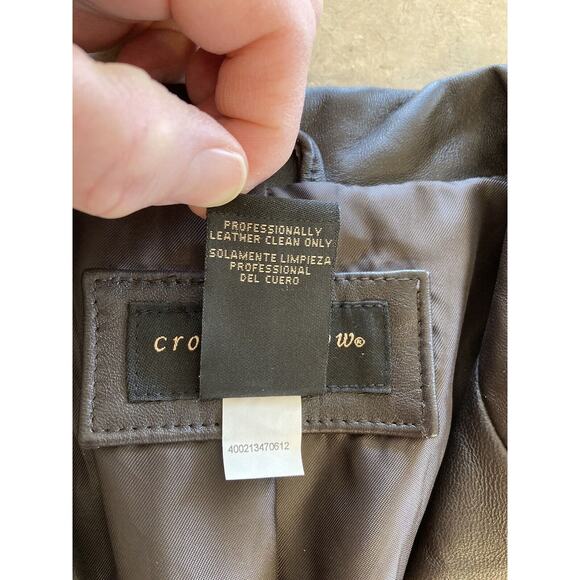 PROFESSIONALLY
LEATHER CLEAN ONLY
SOLAMENTE LIMPIEZA
PROFESSIONAL
DEL CUERO
400213470612